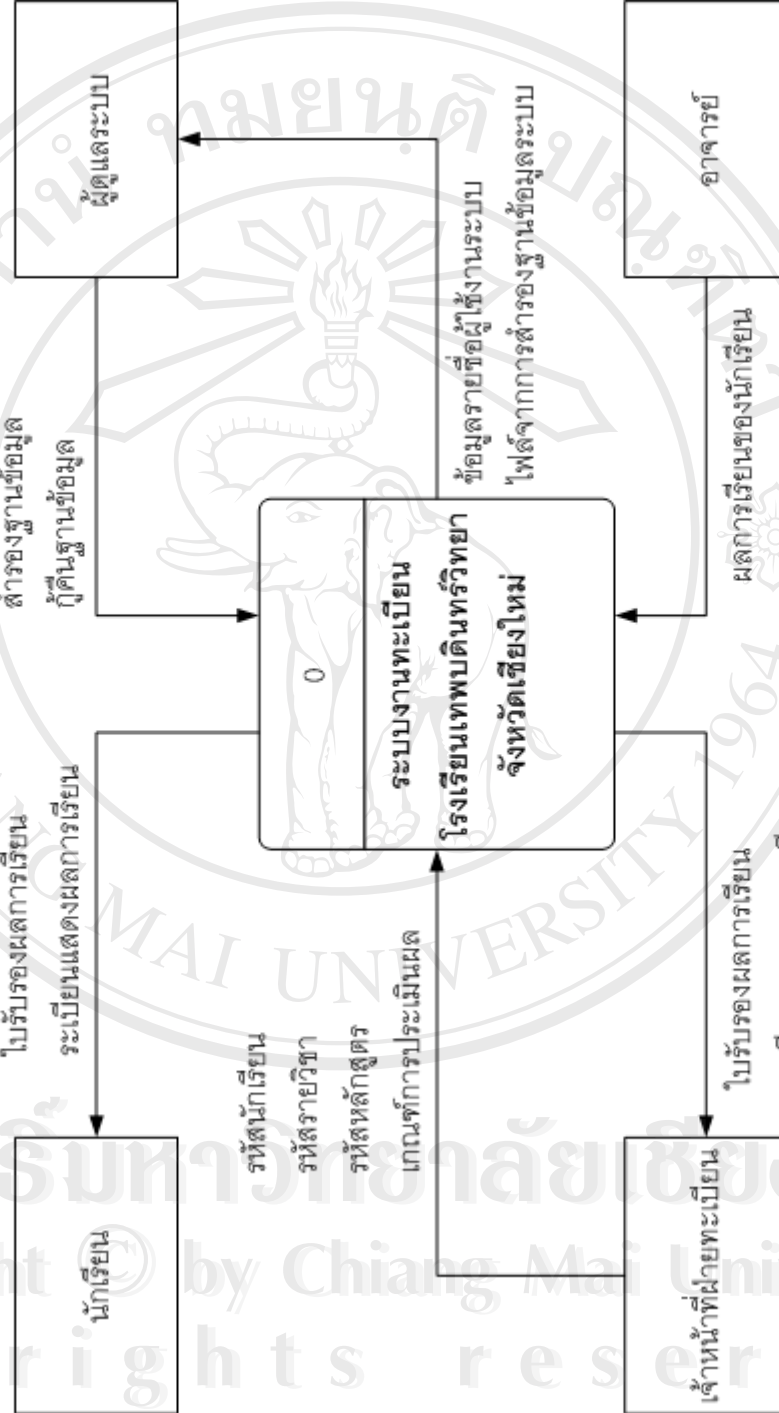 นักเรียน
ใบรับรองผลการเรียน
ระเบียนแสดงผลการเรียน
สำรองฐานข้อมูล
กู้คืนฐานข้อมูล
ผู้ดูแลระบบ
รหัสนักเรียน
รหัสรายวิชา
รหัสหลักสูตร
เกณฑ์การประเมินผล
0
ระบบงานทะเบียน
โรงเรียนเทพบดินทร์วิทยา
จังหวัดเชียงใหม่
ข้อมูลรายชื่อผู้ใช้งานระบบ
ไฟล์จากการสำรองฐานข้อมูลระบบ
เจ้าหน้าที่ฝ่ายทะเบียน
ใบรับรองผลการเรียน
ผลการเรียนของนักเรียน
อาจารย์
MAI UNIVERSITY 1964
by Chiang Mai Uni
rights reser